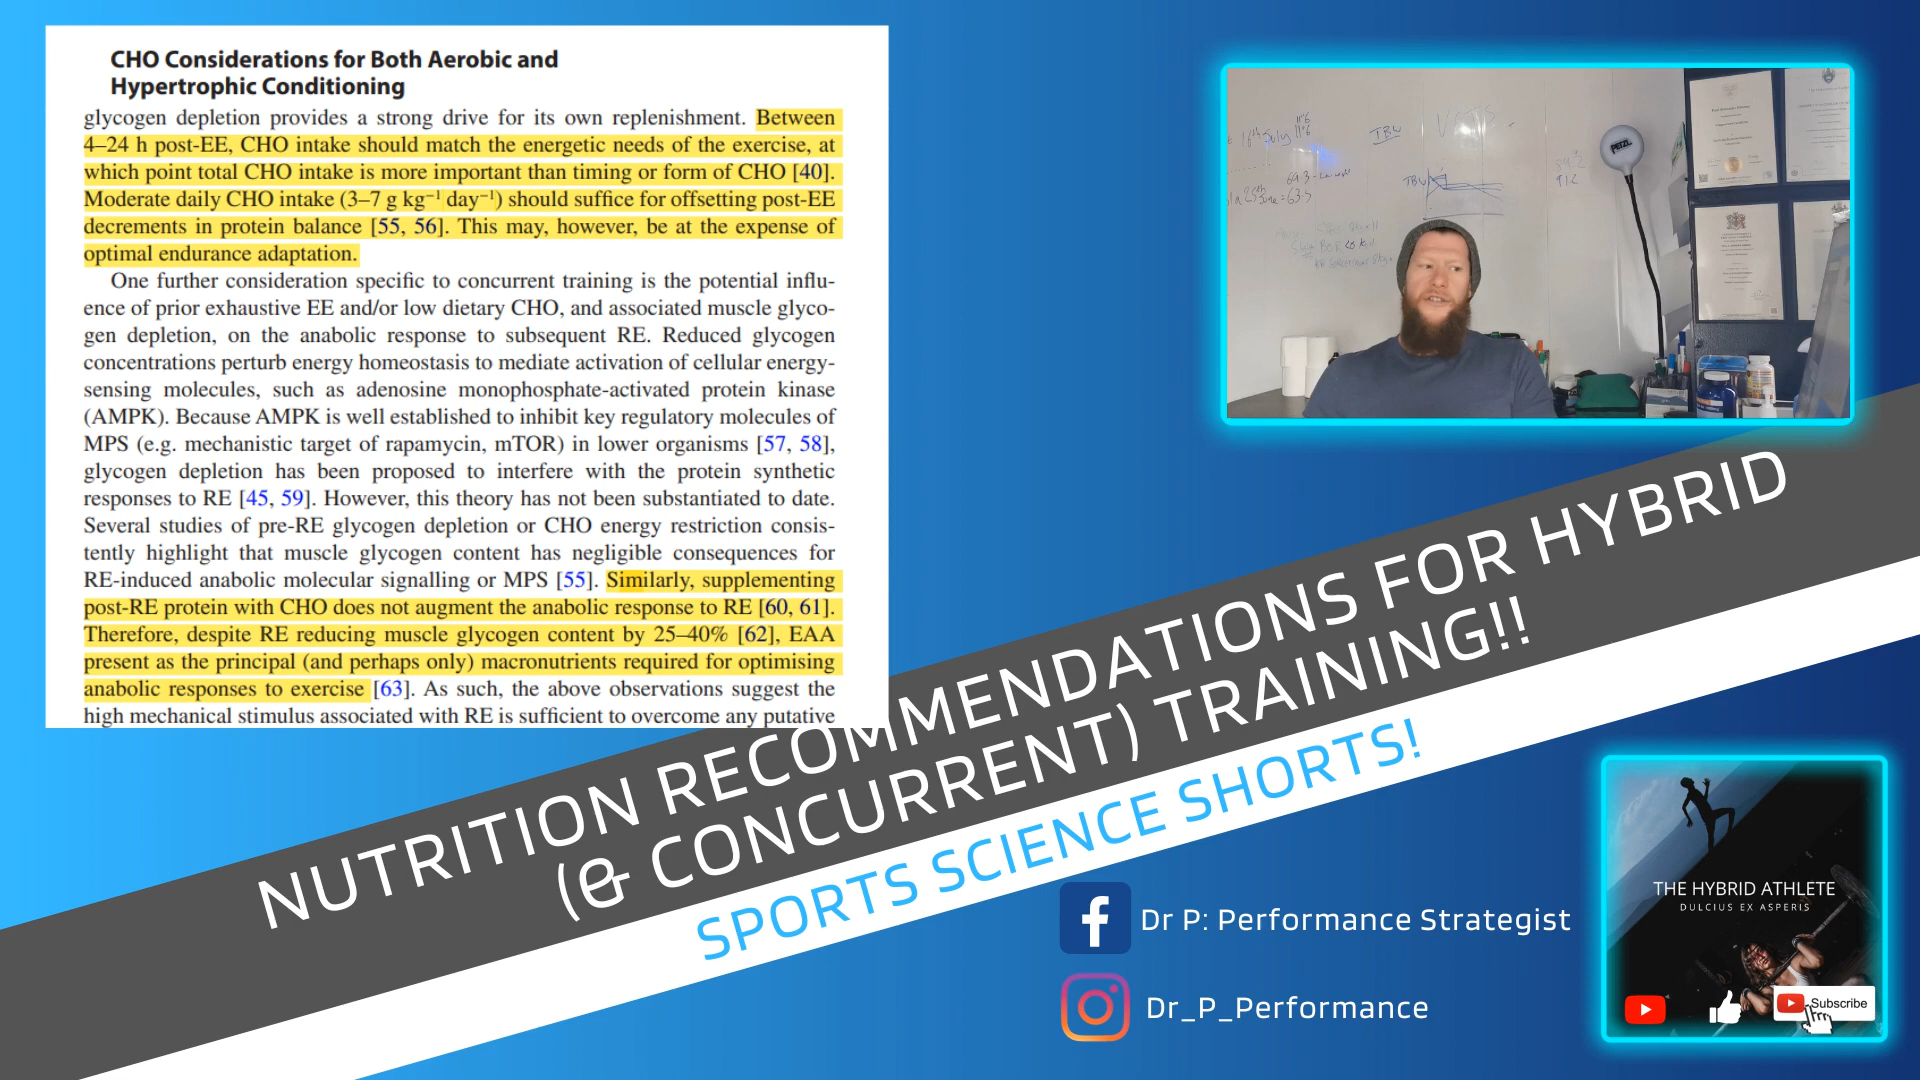 CHO Considerations for Both Aerobic and
Hypertrophic Conditioning
glycogen depletion provides a strong drive for its own replenishment. Between
4–24 h post-EE, CHO intake should match the energetic needs of the exercise, at
which point total CHO intake is more important than timing or form of CHO [40].
Moderate daily CHO intake (3–7 g kg⁻¹ day⁻¹) should suffice for offsetting post-EE
decrements in protein balance [55, 56]. This may, however, be at the expense of
optimal endurance adaptation.
One further consideration specific to concurrent training is the potential influ-
ence of prior exhaustive EE and/or low dietary CHO, and associated muscle glyco-
gen depletion, on the anabolic response to subsequent RE. Reduced glycogen
concentrations perturb energy homeostasis to mediate activation of cellular energy-
sensing molecules, such as adenosine monophosphate-activated protein kinase
(AMPK). Because AMPK is well established to inhibit key regulatory molecules of
MPS (e.g. mechanistic target of rapamycin, mTOR) in lower organisms [57, 58],
glycogen depletion has been proposed to interfere with the protein synthetic
responses to RE [45, 59]. However, this theory has not been substantiated to date.
Several studies of pre-RE glycogen depletion or CHO energy restriction consis-
tently highlight that muscle glycogen content has negligible consequences for
RE-induced anabolic molecular signalling or MPS [55]. Similarly, supplementing
post-RE protein with CHO does not augment the anabolic response to RE [60, 61].
Therefore, despite RE reducing muscle glycogen content by 25–40% [62], EAA
present as the principal (and perhaps only) macronutrients required for optimising
anabolic responses to exercise [63]. As such, the above observations suggest the
high mechanical stimulus associated with RE is sufficient to overcome any putative
TBW
TBW
PETZL
NUTRITION RECOMMENDATIONS FOR HYBRID
(& CONCURRENT) TRAINING!!
SPORTS SCIENCE SHORTS!
Dr P: Performance Strategist
Dr_P_Performance
THE HYBRID ATHLETE
DULCIUS EX ASPERIS
Subscribe